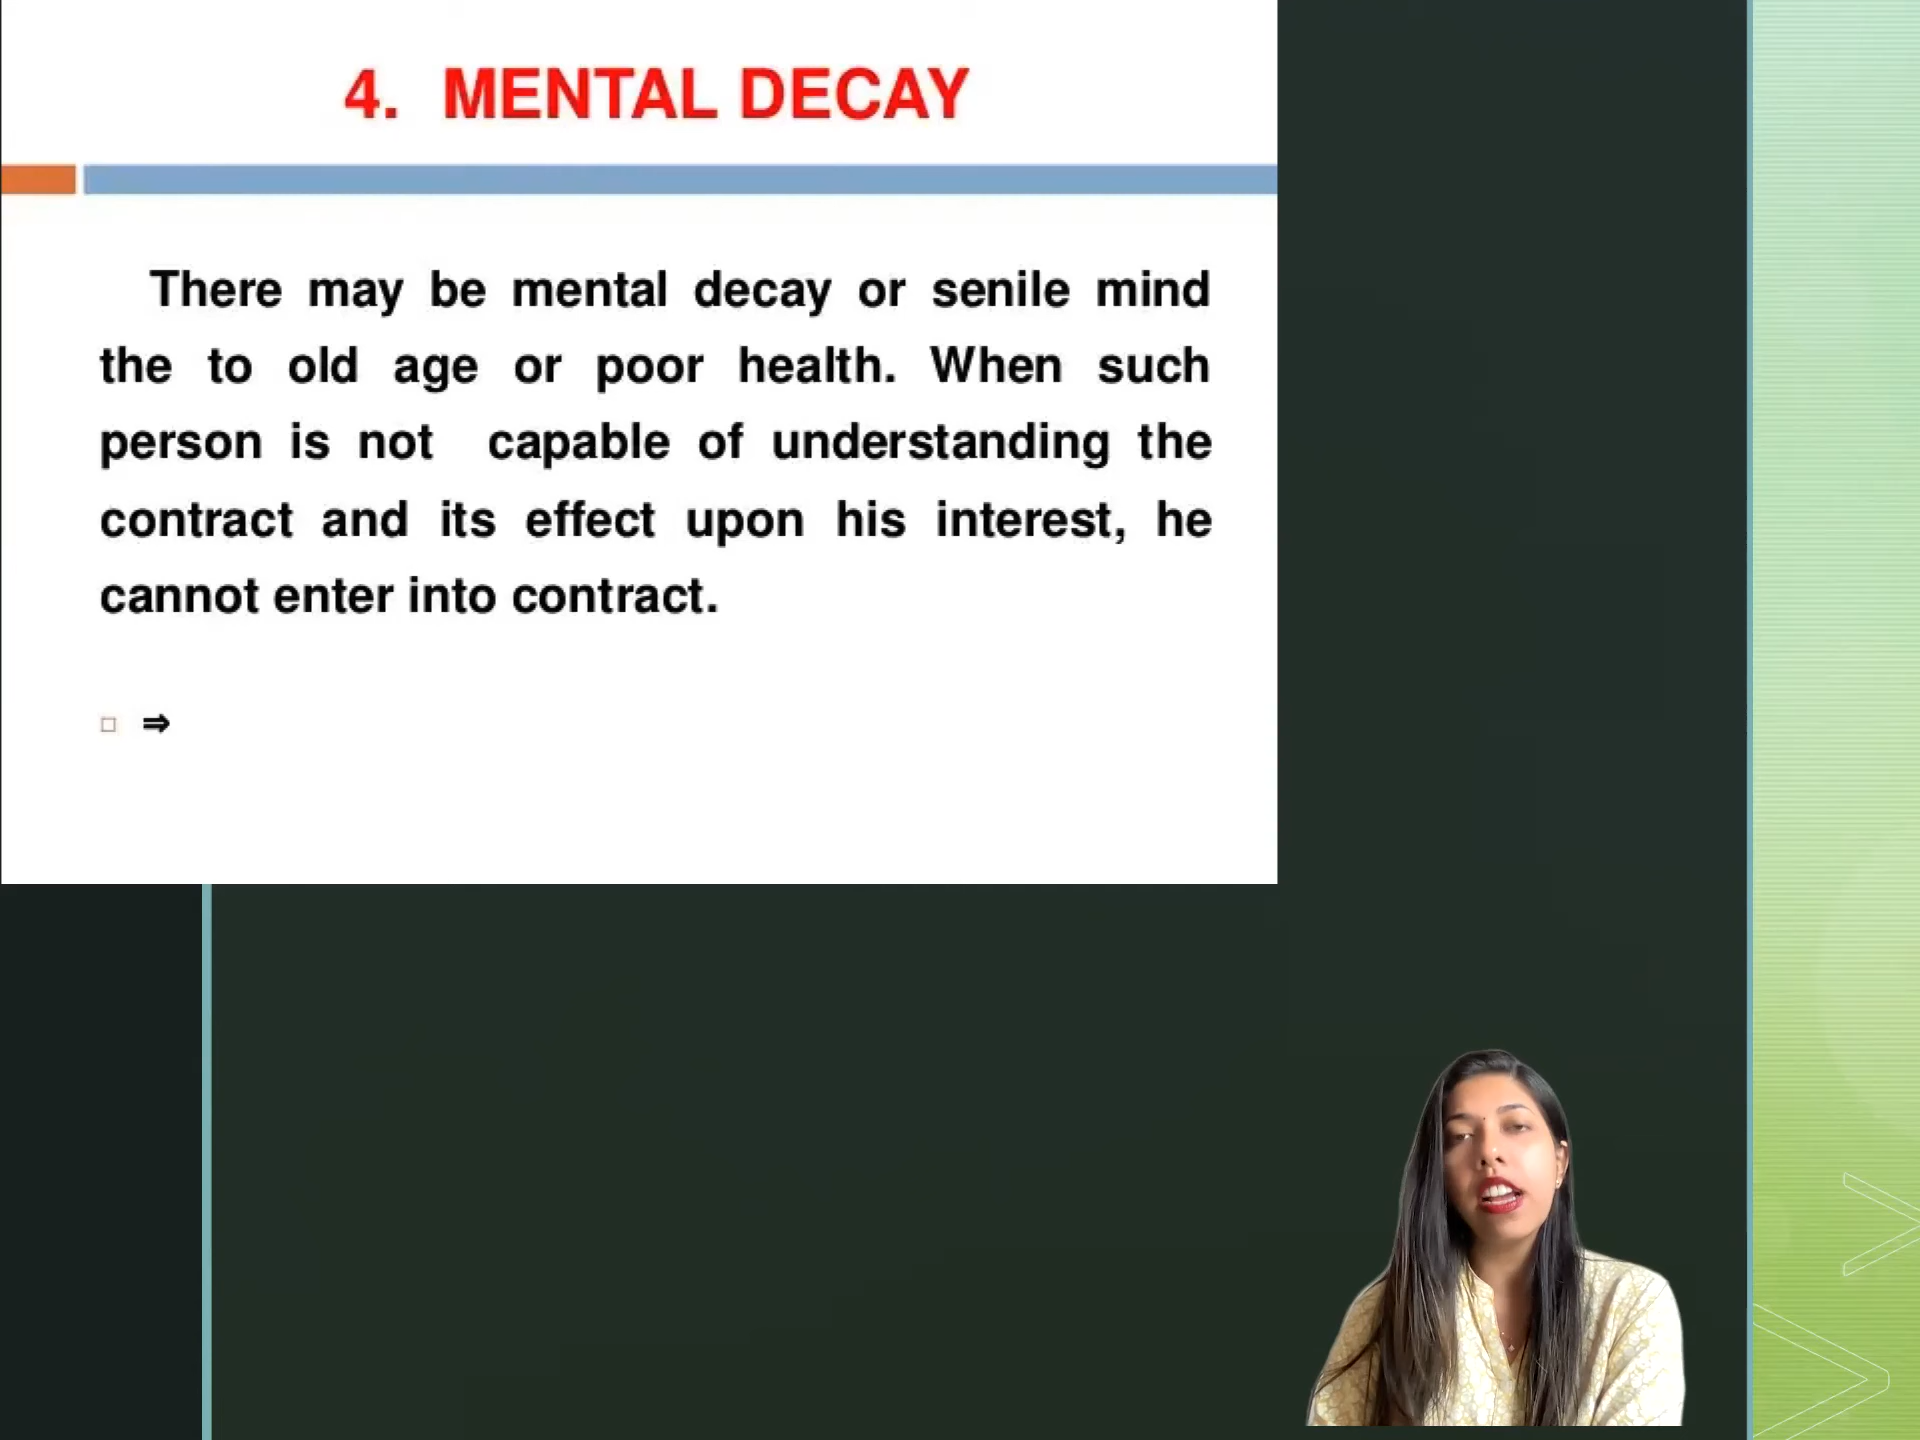 4. MENTAL DECAY
There may be mental decay or senile mind
the to old age or poor health. When such
person is not capable of understanding the
contract and its effect upon his interest, he
cannot enter into contract.
⇒